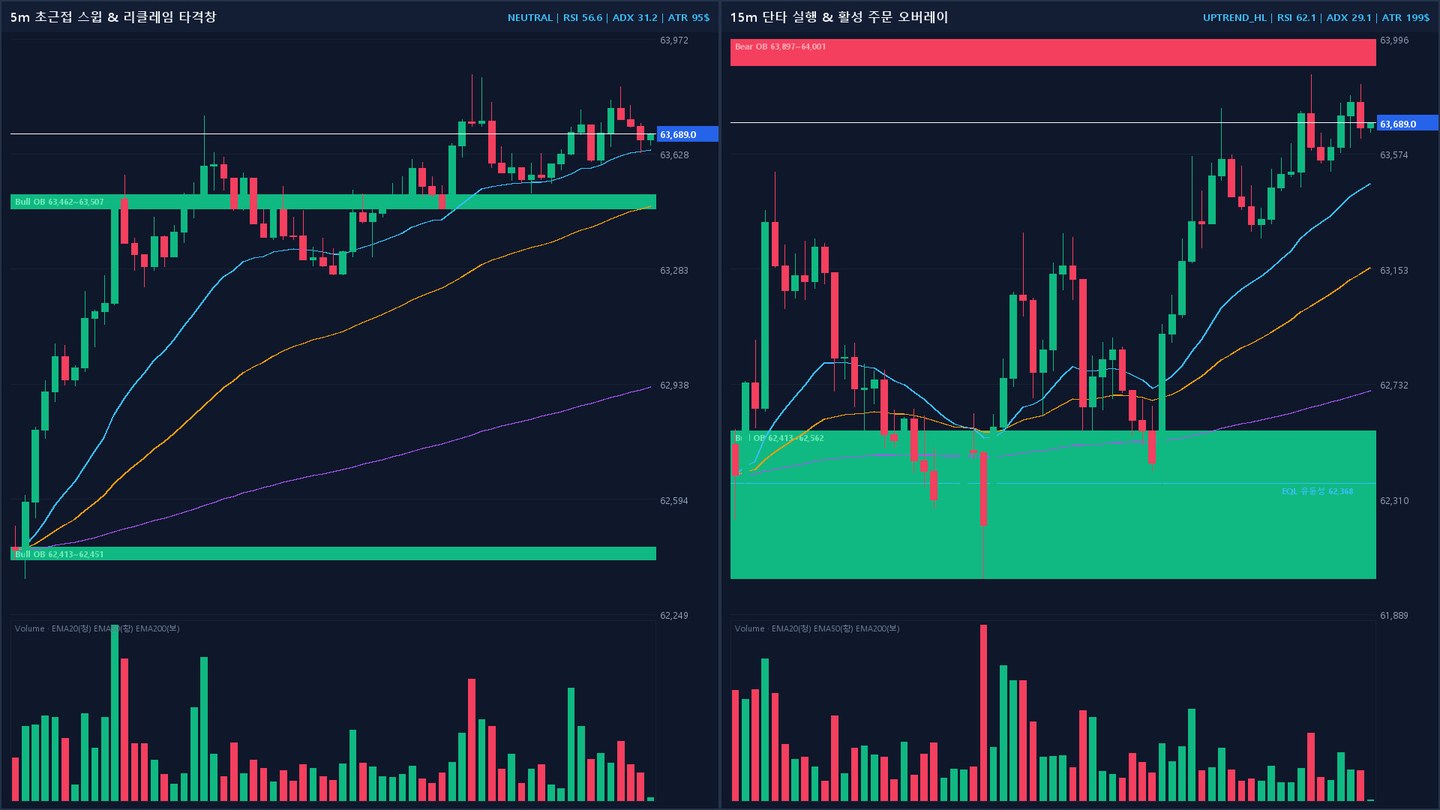 5m 초근접 스윕 & 리클레임 타격창
NEUTRAL | RSI 56.6 | ADX 31.2 | ATR 95$
63,972
63,689.0
63,628
Bull OB 63,462~63,507
63,283
62,938
62,594
Bull OB 62,413~62,451
62,249
Volume · EMA20(청) EMA50(황) EMA200(보)
15m 단타 실행 & 활성 주문 오버레이
UPTREND_HL | RSI 62.1 | ADX 29.1 | ATR 199$
63,996
Bear OB 63,897~64,001
63,689.0
63,574
63,153
62,732
OB 62,413~62,562
EQL 유동성 62,368
62,310
61,889
Volume · EMA20(청) EMA50(황) EMA200(보)